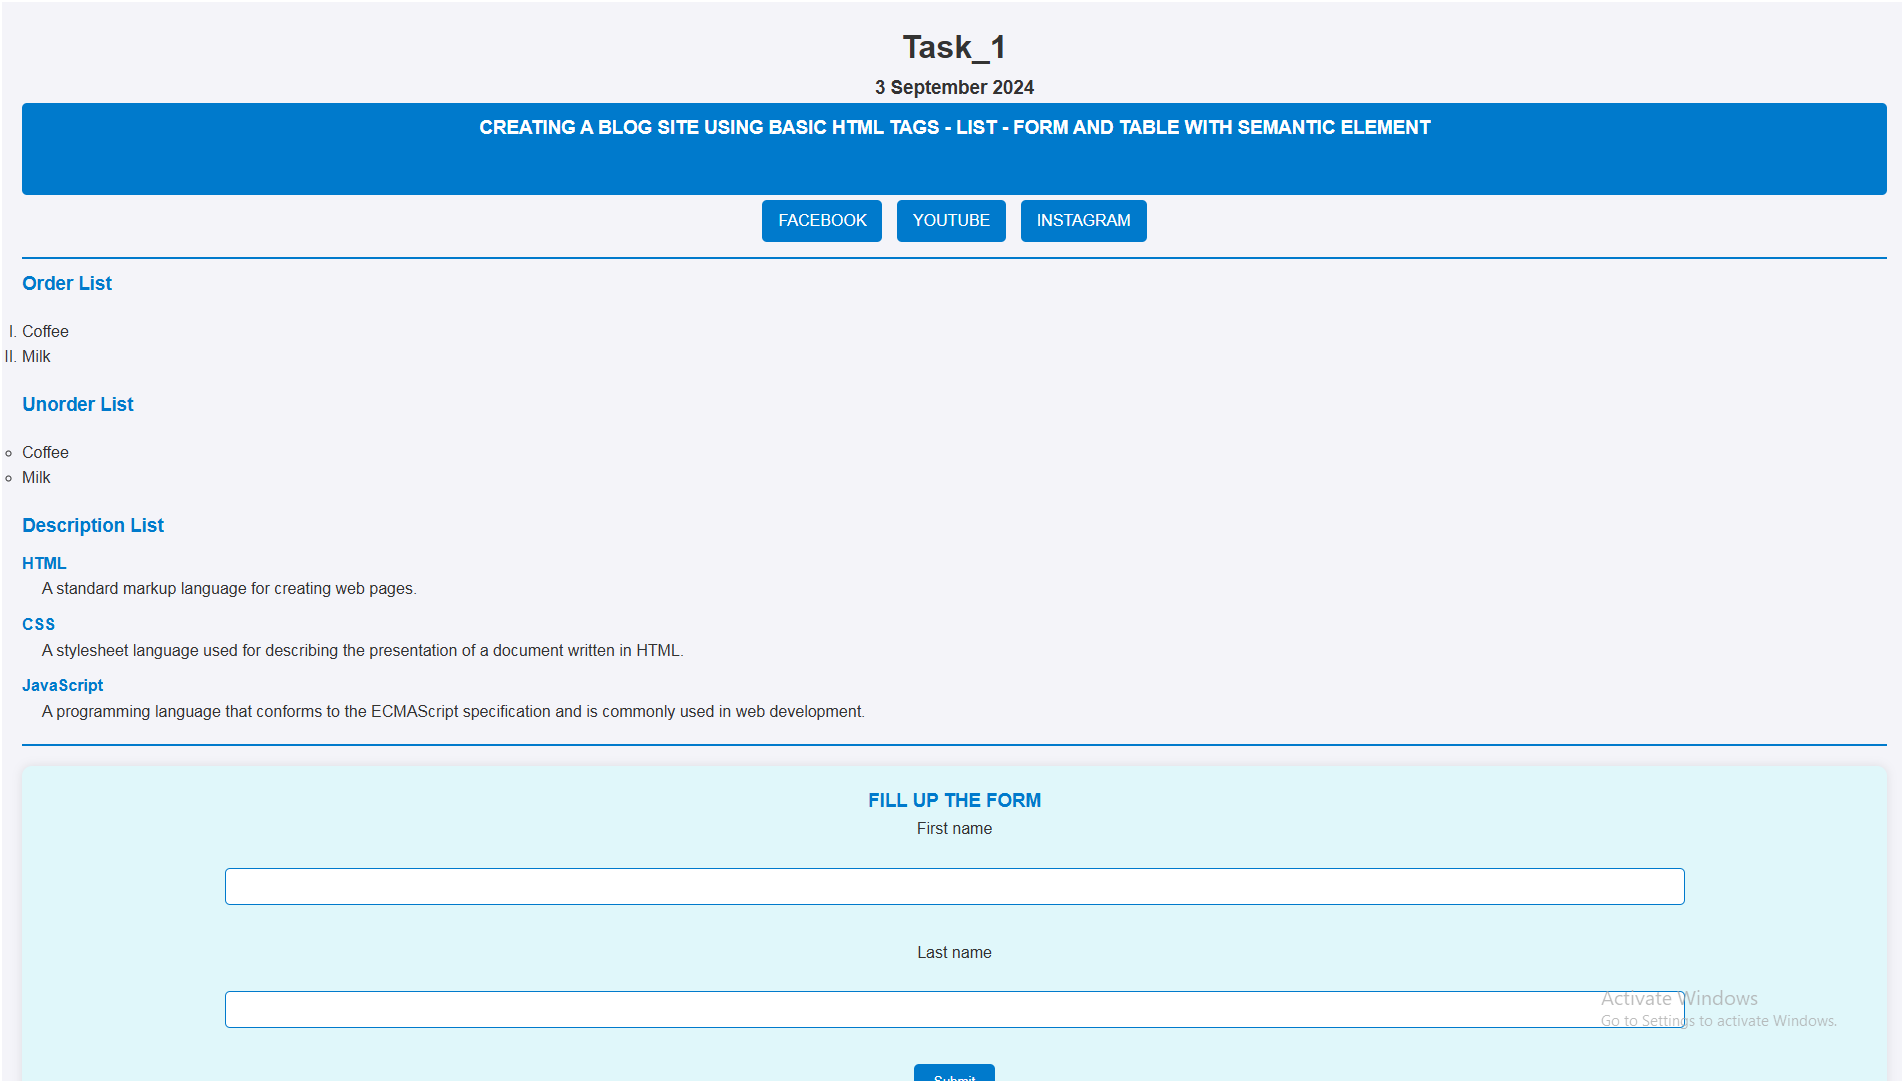 Task_1
3 September 2024
CREATING A BLOG SITE USING BASIC HTML TAGS - LIST - FORM AND TABLE WITH SEMANTIC ELEMENT
FACEBOOK YOUTUBE INSTAGRAM
Order List
I. Coffee
II. Milk
Unorder List
Coffee
Milk
Description List
HTML
A standard markup language for creating web pages.
CSS
A stylesheet language used for describing the presentation of a document written in HTML.
JavaScript
A programming language that conforms to the ECMAScript specification and is commonly used in web development.
FILL UP THE FORM
First name
Last name
Activate Windows
Go to Settings to activate Windows.
Submit